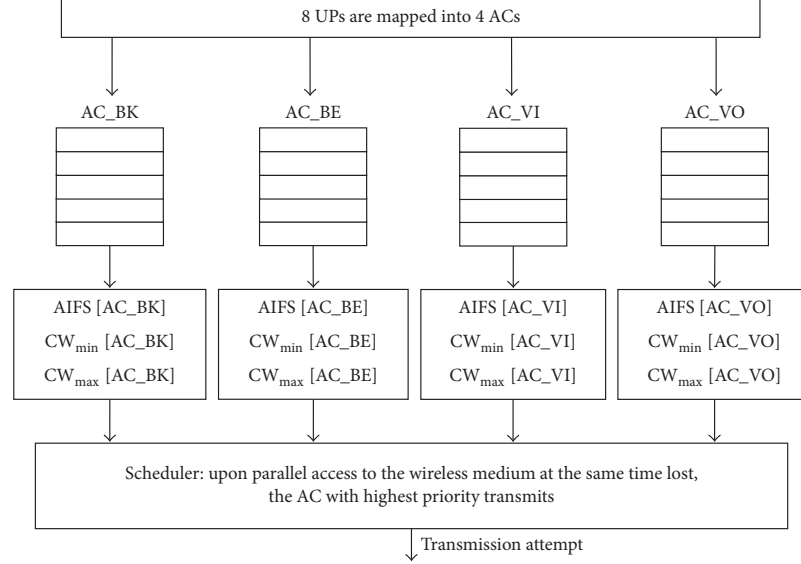 8 UPs are mapped into 4 ACs
AC_BK
AC_BE
AC_VI
AC_VO
AIFS [AC_BK]
CWmin [AC_BK]
CWmax [AC_BK]
AIFS [AC_BE]
CWmin [AC_BE]
CWmax [AC_BE]
AIFS [AC_VI]
CWmin [AC_VI]
CWmax [AC_VI]
AIFS [AC_VO]
CWmin [AC_VO]
CWmax [AC_VO]
Scheduler: upon parallel access to the wireless medium at the same time lost,
the AC with highest priority transmits
Transmission attempt